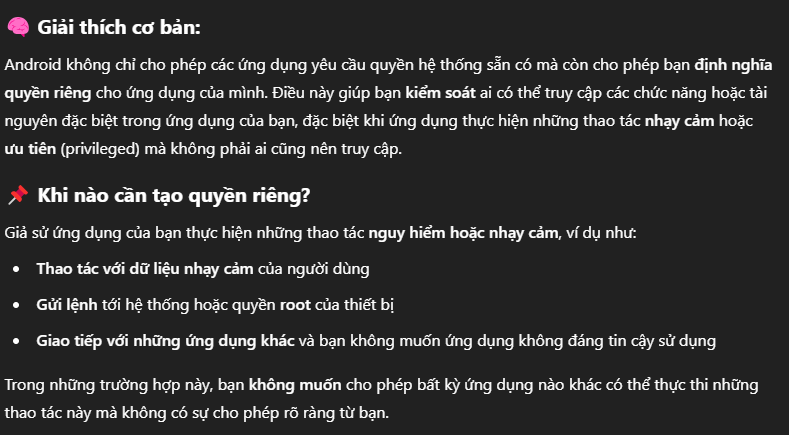 🧠 Giải thích cơ bản:
Android không chỉ cho phép các ứng dụng yêu cầu quyền hệ thống sẵn có mà còn cho phép bạn định nghĩa
quyền riêng cho ứng dụng của mình. Điều này giúp bạn kiểm soát ai có thể truy cập các chức năng hoặc tài
nguyên đặc biệt trong ứng dụng của bạn, đặc biệt khi ứng dụng thực hiện những thao tác nhạy cảm hoặc
ưu tiên (privileged) mà không phải ai cũng nên truy cập.
📌 Khi nào cần tạo quyền riêng?
Giả sử ứng dụng của bạn thực hiện những thao tác nguy hiểm hoặc nhạy cảm, ví dụ như:
• Thao tác với dữ liệu nhạy cảm của người dùng
• Gửi lệnh tới hệ thống hoặc quyền root của thiết bị
• Giao tiếp với những ứng dụng khác và bạn không muốn ứng dụng không đáng tin cậy sử dụng
Trong những trường hợp này, bạn không muốn cho phép bất kỳ ứng dụng nào khác có thể thực thi những
thao tác này mà không có sự cho phép rõ ràng từ bạn.